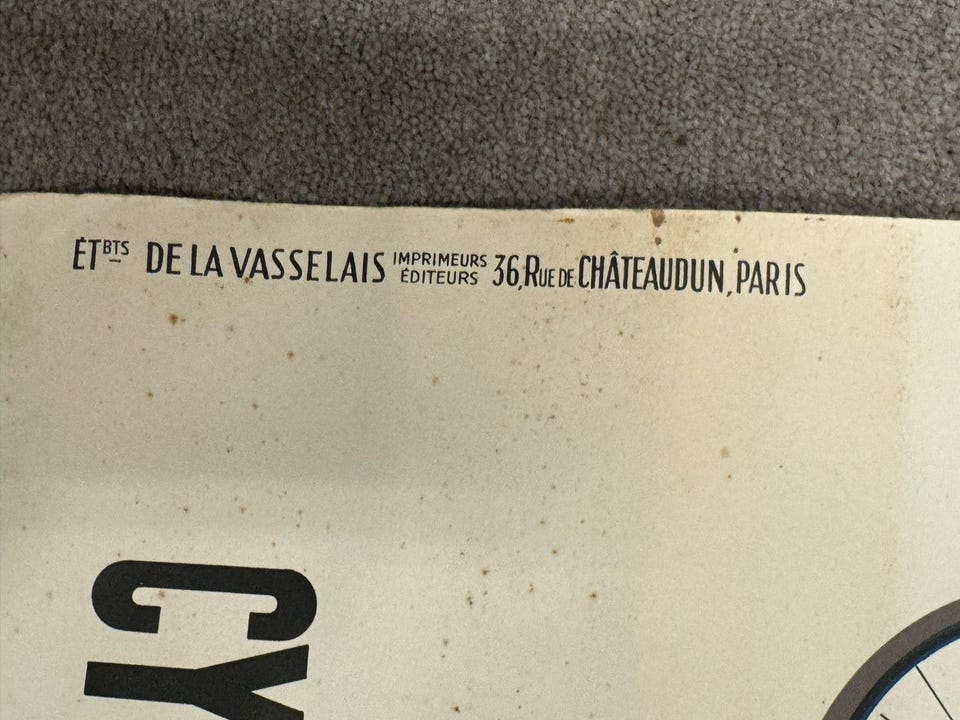 ÉTBTS DE LA VASSELAIS IMPRIMEURS ÉDITEURS 36, RUE DE CHÂTEAUDUN, PARIS
CY